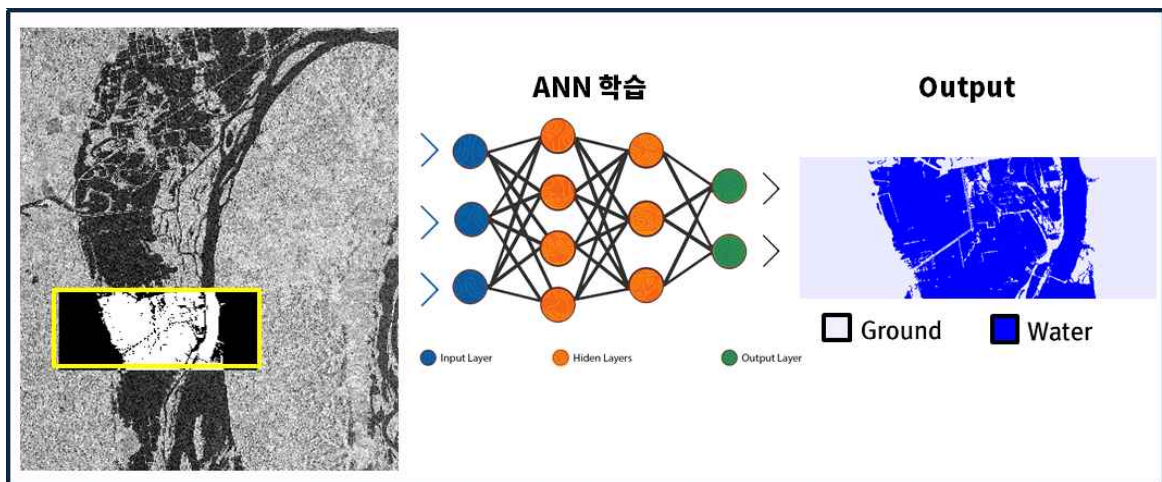 ANN 학습
Output
Input Layer
Hiden Layers
Output Layer
Ground
Water